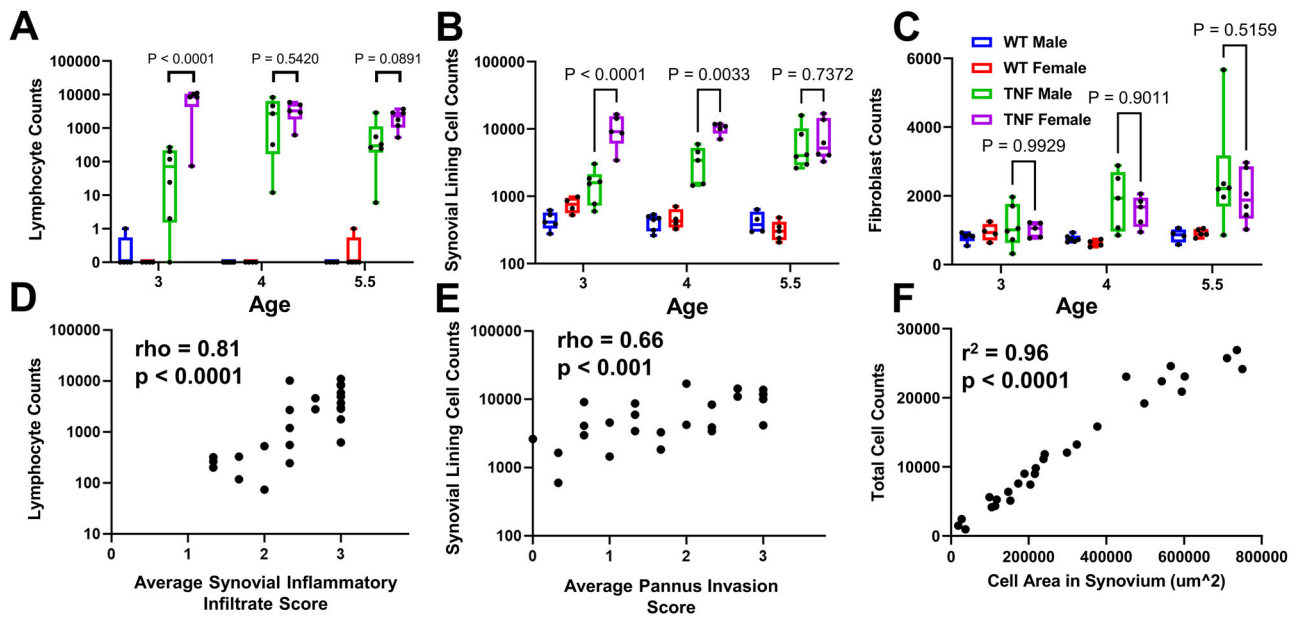 A
Lymphocyte Counts
100000
10000
1000
100
10
1
0
P < 0.0001
P = 0.5420
P = 0.0891
3
4
5.5
Age
B
Synovial Lining Cell Counts
100000
10000
1000
100
P < 0.0001
P = 0.0033
P = 0.7372
3
4
5.5
Age
C
Fibroblast Counts
6000
4000
2000
0
WT Male
WT Female
TNF Male
TNF Female
P = 0.9929
P = 0.9011
P = 0.5159
3
4
5.5
Age
D
Lymphocyte Counts
100000
10000
1000
100
10
rho = 0.81
p < 0.0001
0
1
2
3
Average Synovial Inflammatory
Infiltrate Score
E
Synovial Lining Cell Counts
100000
10000
1000
100
rho = 0.66
p < 0.001
0
1
2
3
Average Pannus Invasion
Score
F
Total Cell Counts
30000
20000
10000
0
r² = 0.96
p < 0.0001
0
200000
400000
600000
800000
Cell Area in Synovium (um^2)